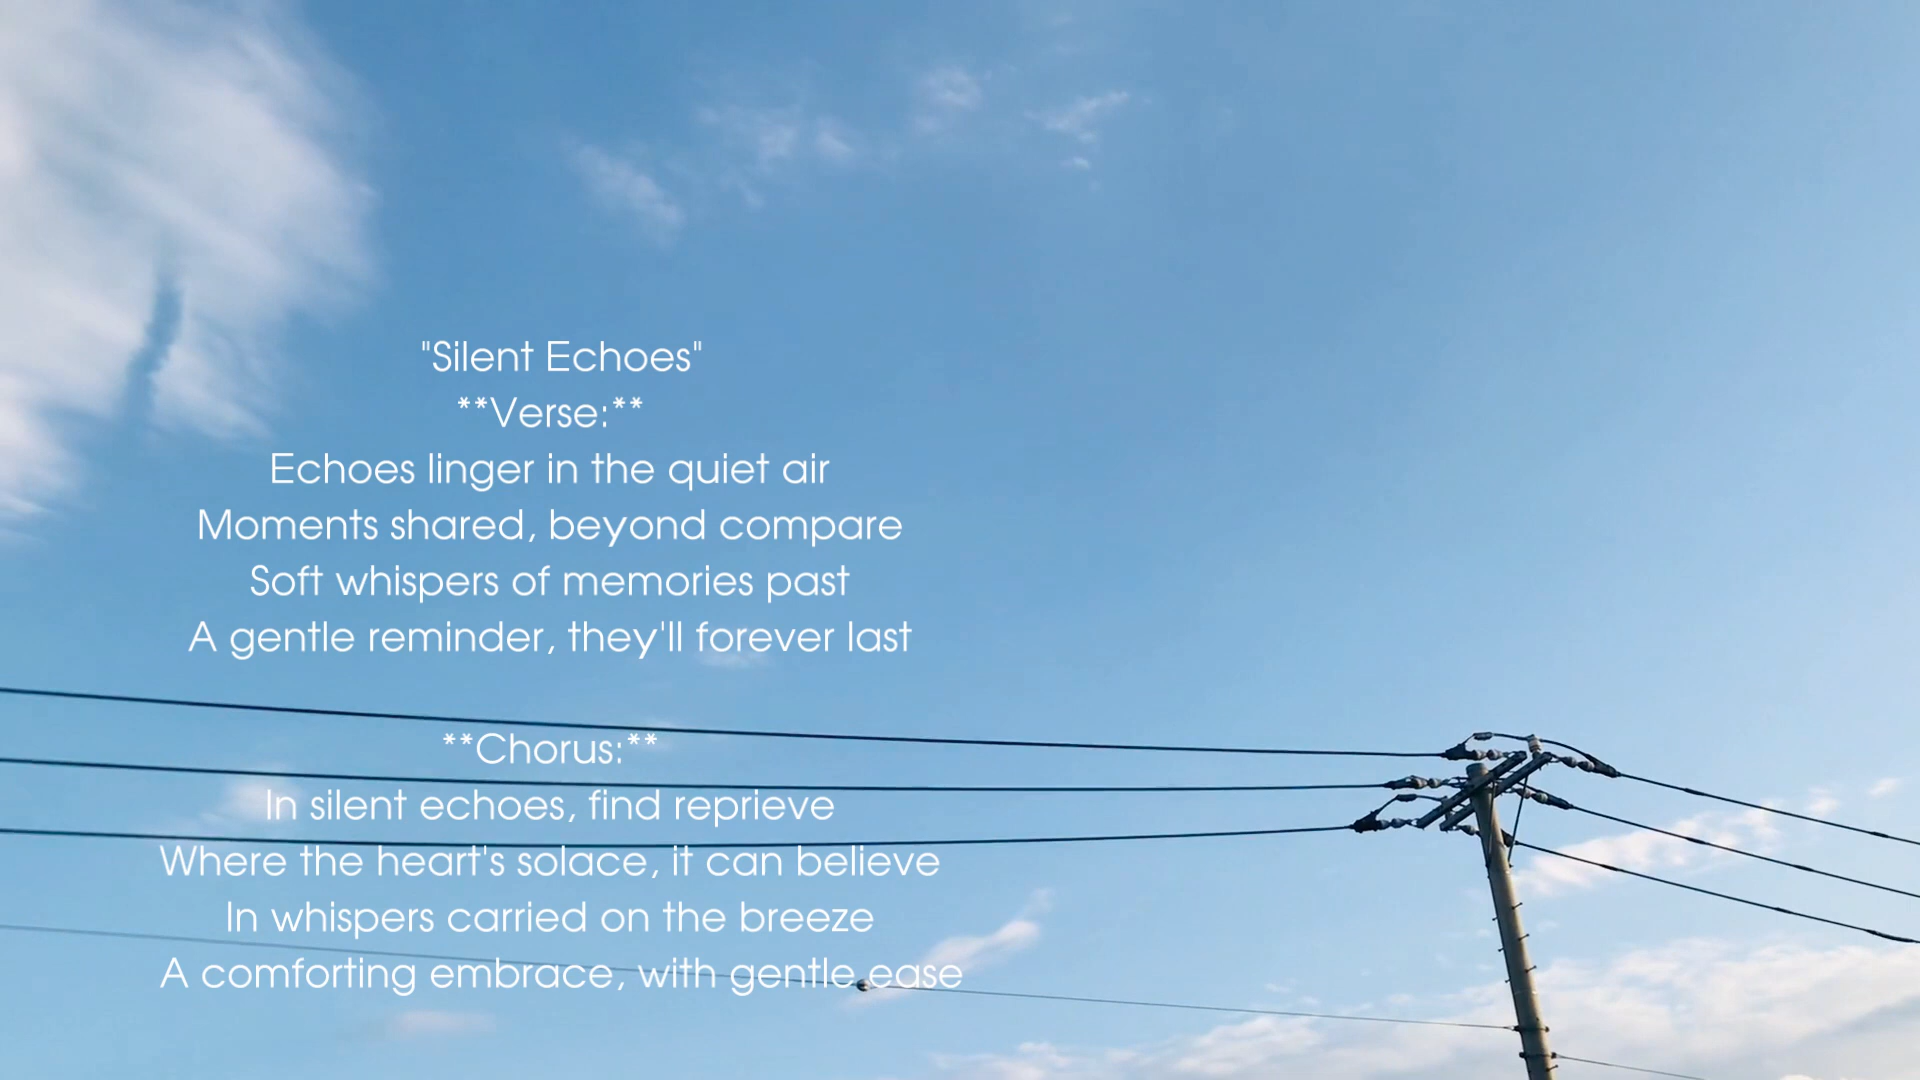 "Silent Echoes"
**Verse:**
Echoes linger in the quiet air
Moments shared, beyond compare
Soft whispers of memories past
A gentle reminder, they'll forever last
**Chorus:**
In silent echoes, find reprieve
Where the heart's solace, it can believe
In whispers carried on the breeze
A comforting embrace, with gentle ease